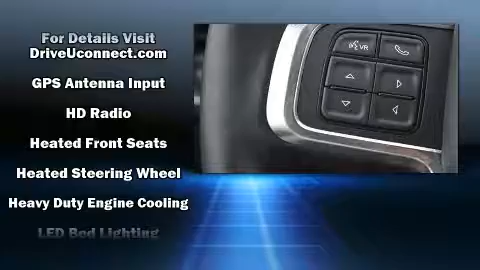 For Details Visit
DriveUconnect.com
GPS Antenna Input
HD Radio
Heated Front Seats
Heated Steering Wheel
Heavy Duty Engine Cooling
LED Bed Lighting
VR